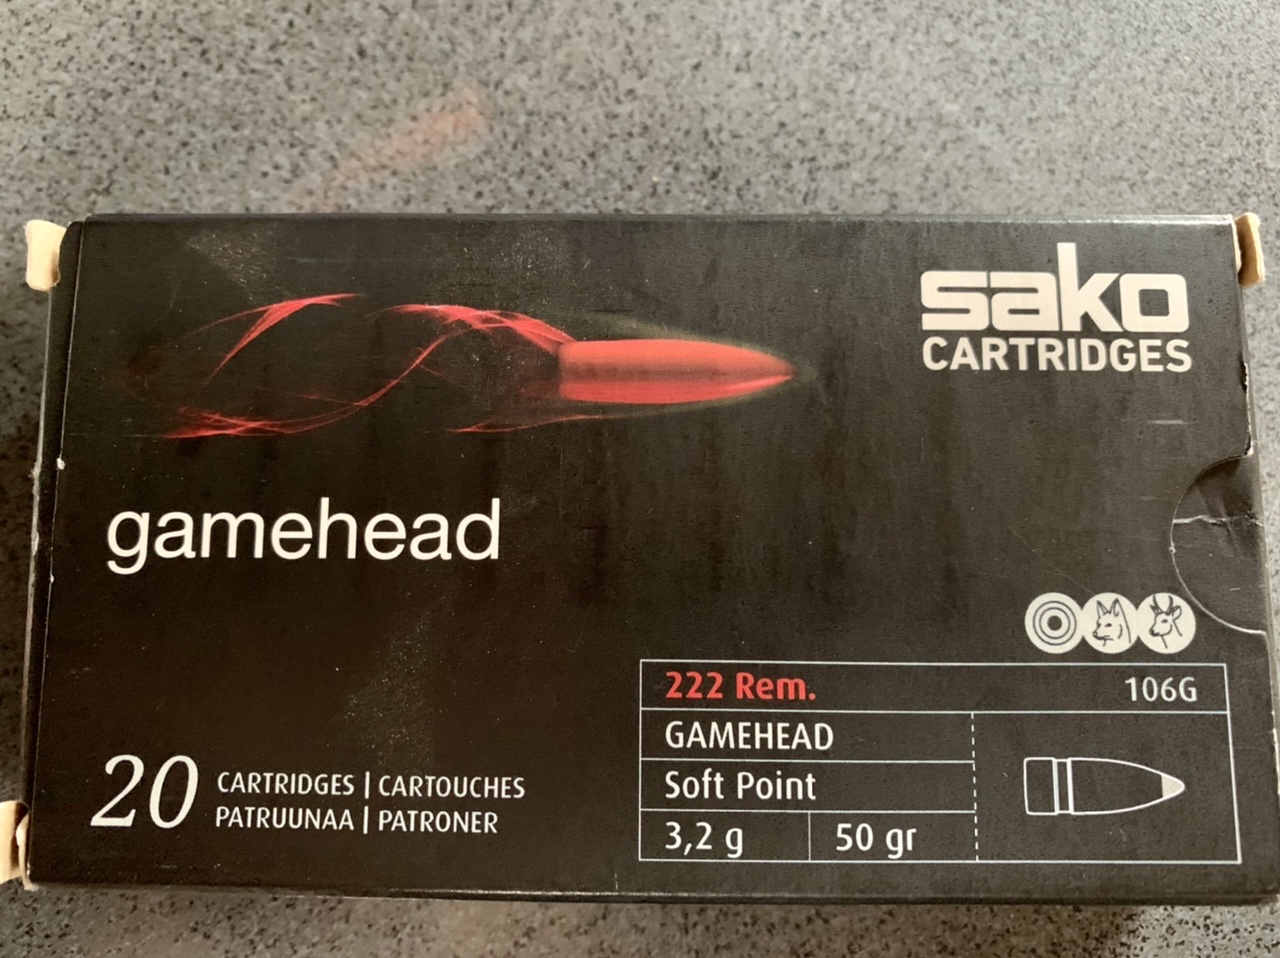 sako
CARTRIDGES
gamehead
222 Rem. 106G
GAMEHEAD
Soft Point
3,2 g 50 gr
20 CARTRIDGES | CARTOUCHES
PATRUUNAA | PATRONER